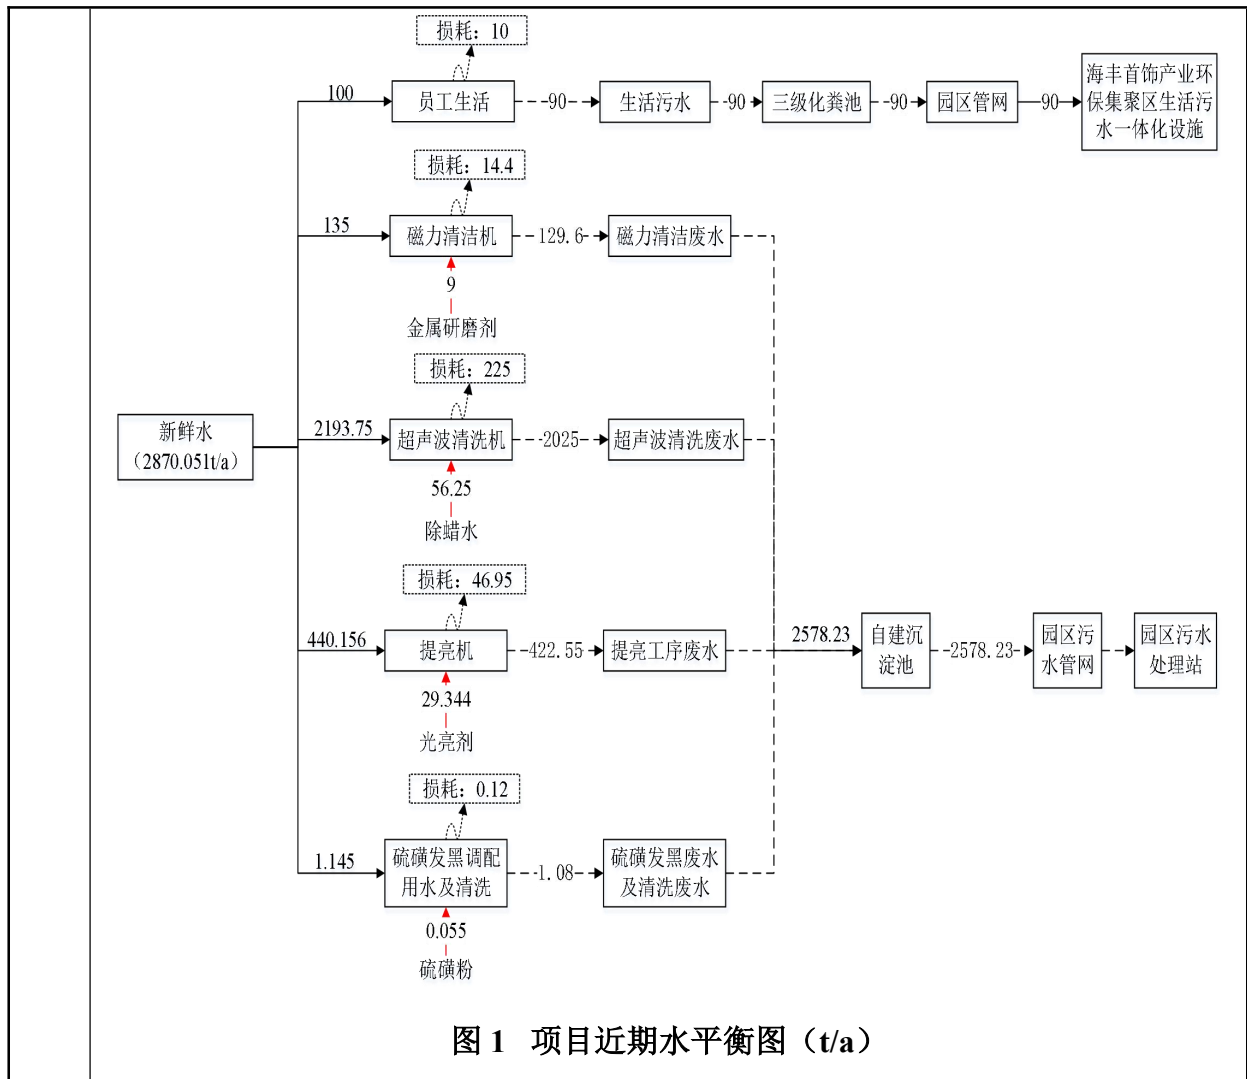 损耗：10
100
员工生活
90
生活污水
90
三级化粪池
90
园区管网
90
海丰首饰产业环
保集聚区生活污
水一体化设施
损耗：14.4
135
磁力清洁机
129.6
磁力清洁废水
9
金属研磨剂
损耗：225
新鲜水
（2870.051t/a）
2193.75
超声波清洗机
2025
超声波清洗废水
56.25
除蜡水
损耗：46.95
440.156
提亮机
422.55
提亮工序废水
2578.23
自建沉
淀池
2578.23
园区污
水管网
园区污水
处理站
29.344
光亮剂
损耗：0.12
1.145
硫磺发黑调配
用水及清洗
1.08
硫磺发黑废水
及清洗废水
0.055
硫磺粉
图 1 项目近期水平衡图（t/a）